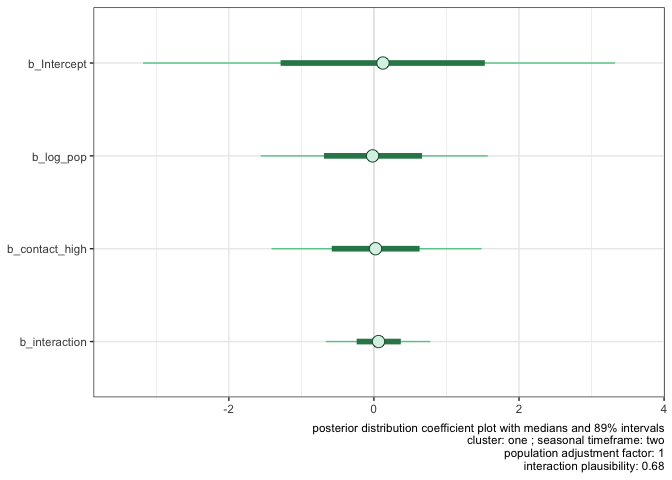 b_Intercept
b_log_pop
b_contact_high
b_interaction
-2 0 2 4
posterior distribution coefficient plot with medians and 89% intervals
cluster: one ; seasonal timeframe: two
population adjustment factor: 1
interaction plausibility: 0.68